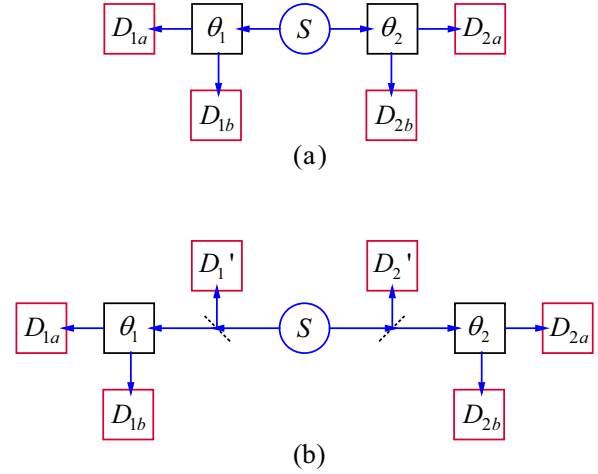 D₁ₐ θ₁ S θ₂ D₂ₐ
D₁b D₂b
(a)
D₁' D₂'
D₁ₐ θ₁ S θ₂ D₂ₐ
D₁b D₂b
(b)